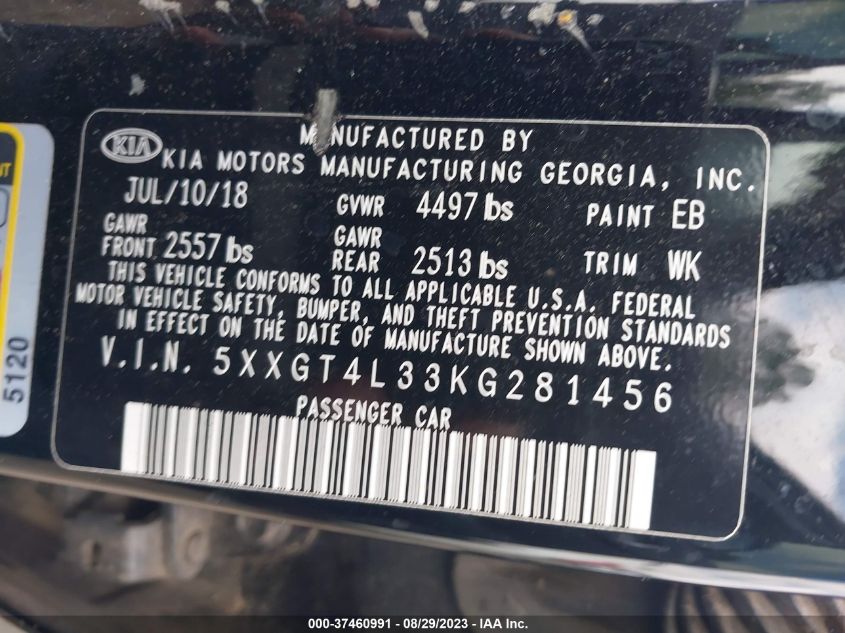 KIA
MANUFACTURED BY
KIA MOTORS MANUFACTURING GEORGIA, INC.
JUL/10/18 GVWR 4497 lbs PAINT EB
GAWR FRONT 2557 lbs GAWR REAR 2513 lbs TRIM WK
THIS VEHICLE CONFORMS TO ALL APPLICABLE U.S.A. FEDERAL
MOTOR VEHICLE SAFETY, BUMPER, AND THEFT PREVENTION STANDARDS
IN EFFECT ON THE DATE OF MANUFACTURE SHOWN ABOVE.
V.I.N. 5XXGT4L33KG281456
PASSENGER CAR
5120
000-37460991 - 08/29/2023 - IAA Inc.